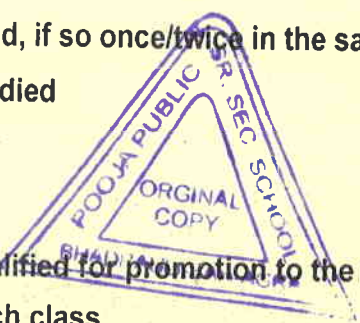 d, if so once/twice in the sa
died
POOJA PUBLIC
SR. SEC SCHOOL
ORGINAL
COPY
lified for promotion to the
ch class